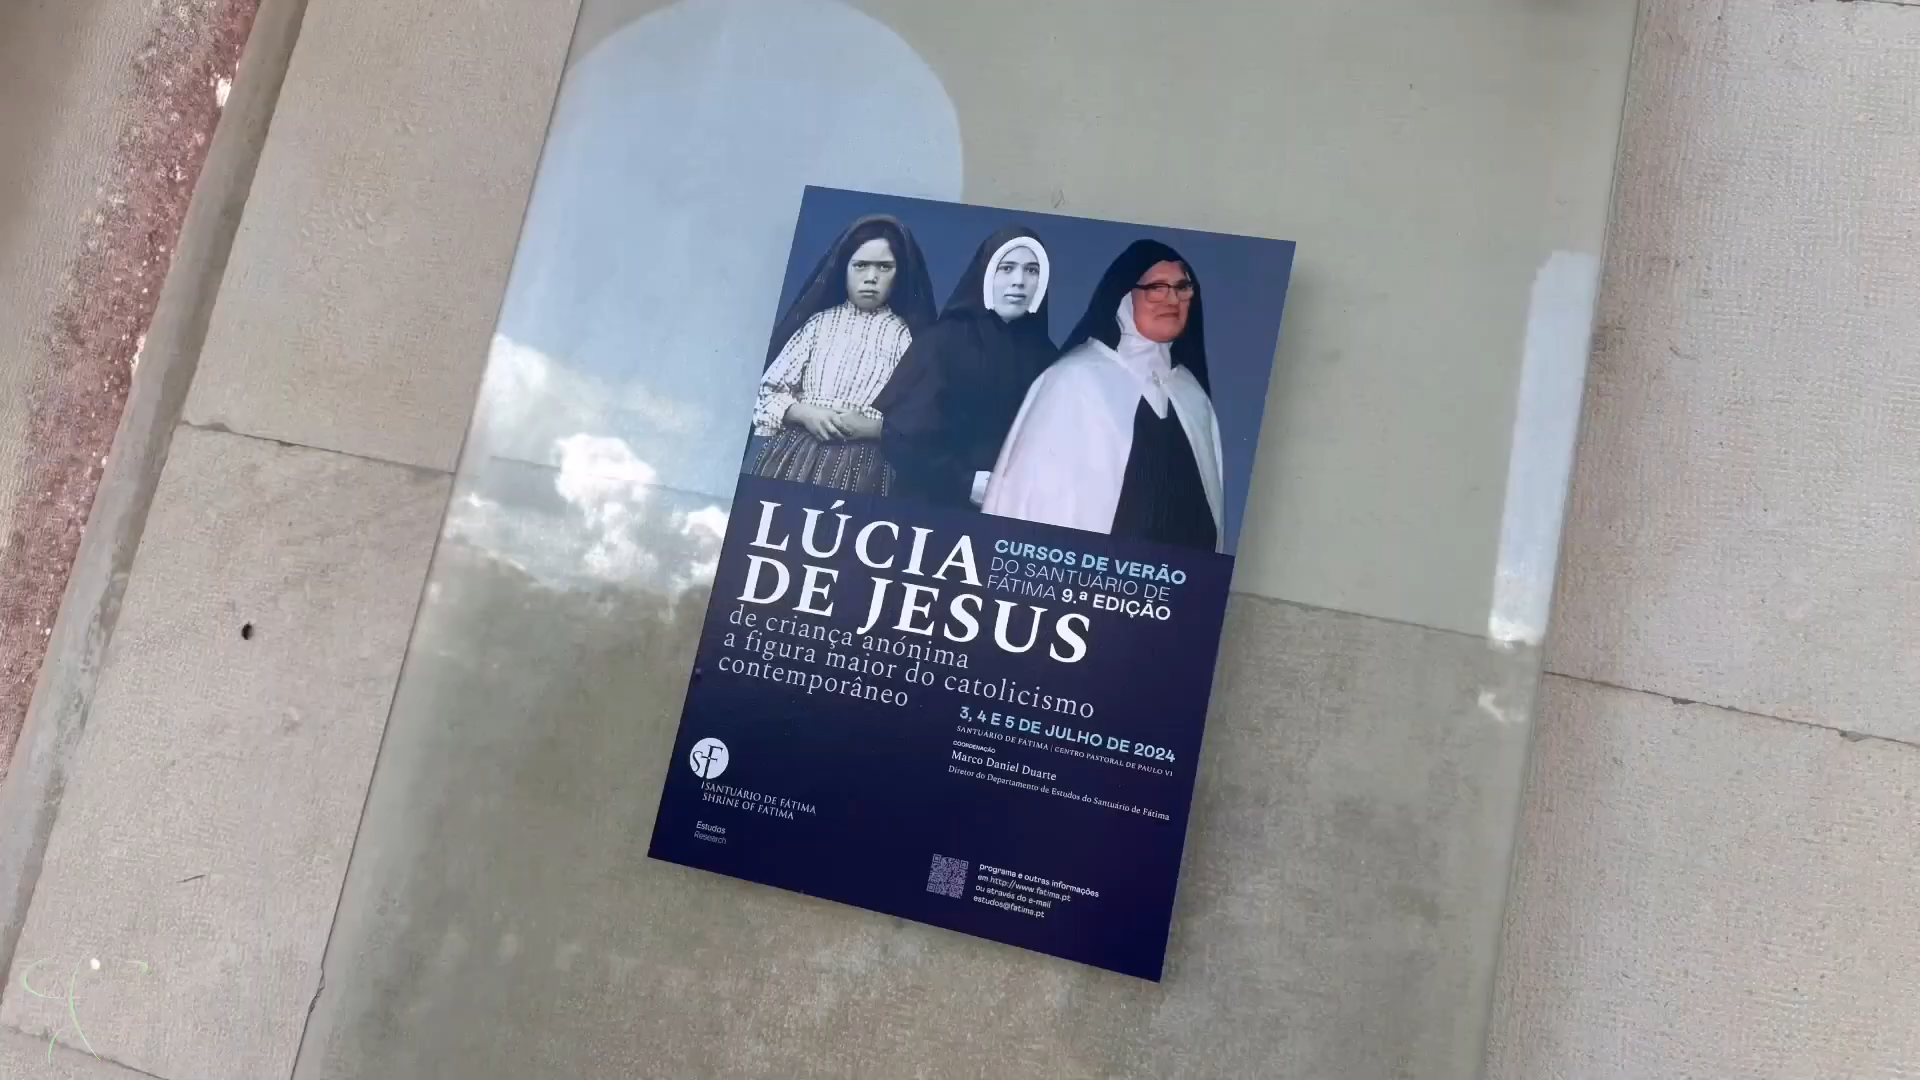 LÚCIA
DE JESUS
CURSOS DE VERÃO
DO SANTUÁRIO DE
FÁTIMA 9.ª EDIÇÃO
de criança anónima
a figura maior do catolicismo
contemporâneo
3, 4 E 5 DE JULHO DE 2024
SANTUÁRIO DE FÁTIMA | CENTRO PASTORAL DE PAULO VI
COORDENAÇÃO
Marco Daniel Duarte
Diretor do Departamento de Estudos do Santuário de Fátima
SF
SANTUÁRIO DE FÁTIMA
SHRINE OF FATIMA
Estudos
Research
programa e outras informações
em http://www.fatima.pt
ou através do e-mail
estudos@fatima.pt